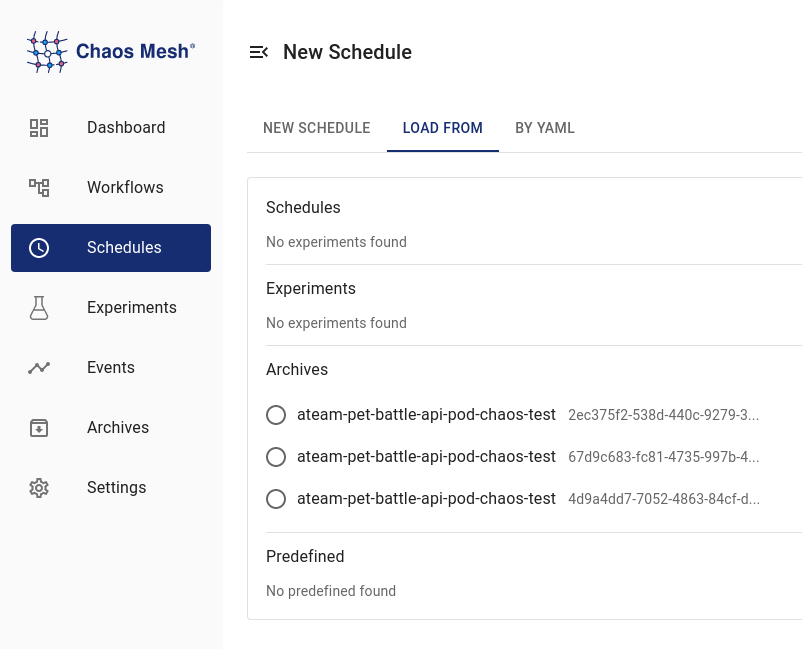 Chaos Mesh®
New Schedule
Dashboard
Workflows
Schedules
Experiments
Events
Archives
Settings
NEW SCHEDULE LOAD FROM BY YAML
Schedules
No experiments found
Experiments
No experiments found
Archives
ateam-pet-battle-api-pod-chaos-test 2ec375f2-538d-440c-9279-3...
ateam-pet-battle-api-pod-chaos-test 67d9c683-fc81-4735-997b-4...
ateam-pet-battle-api-pod-chaos-test 4d9a4dd7-7052-4863-84cf-d...
Predefined
No predefined found